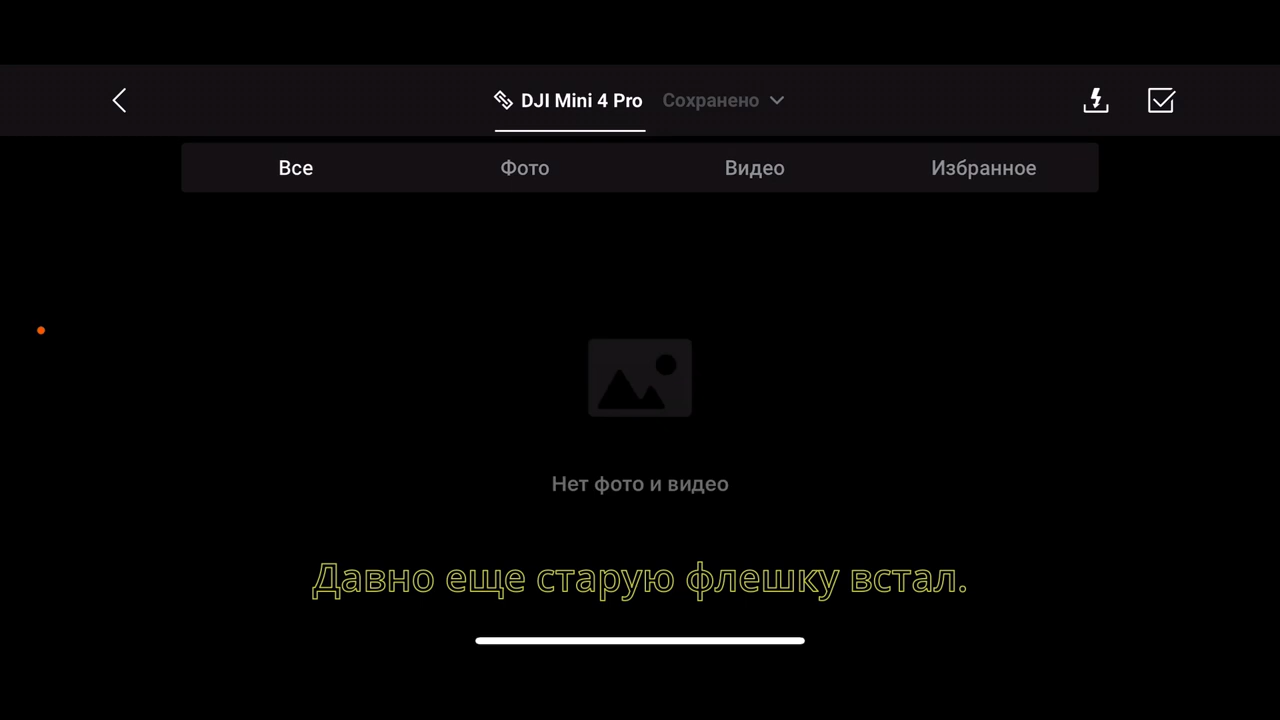 DJI Mini 4 Pro Сохранено
Все Фото Видео Избранное
Нет фото и видео
Давно еще старую флешку встал.